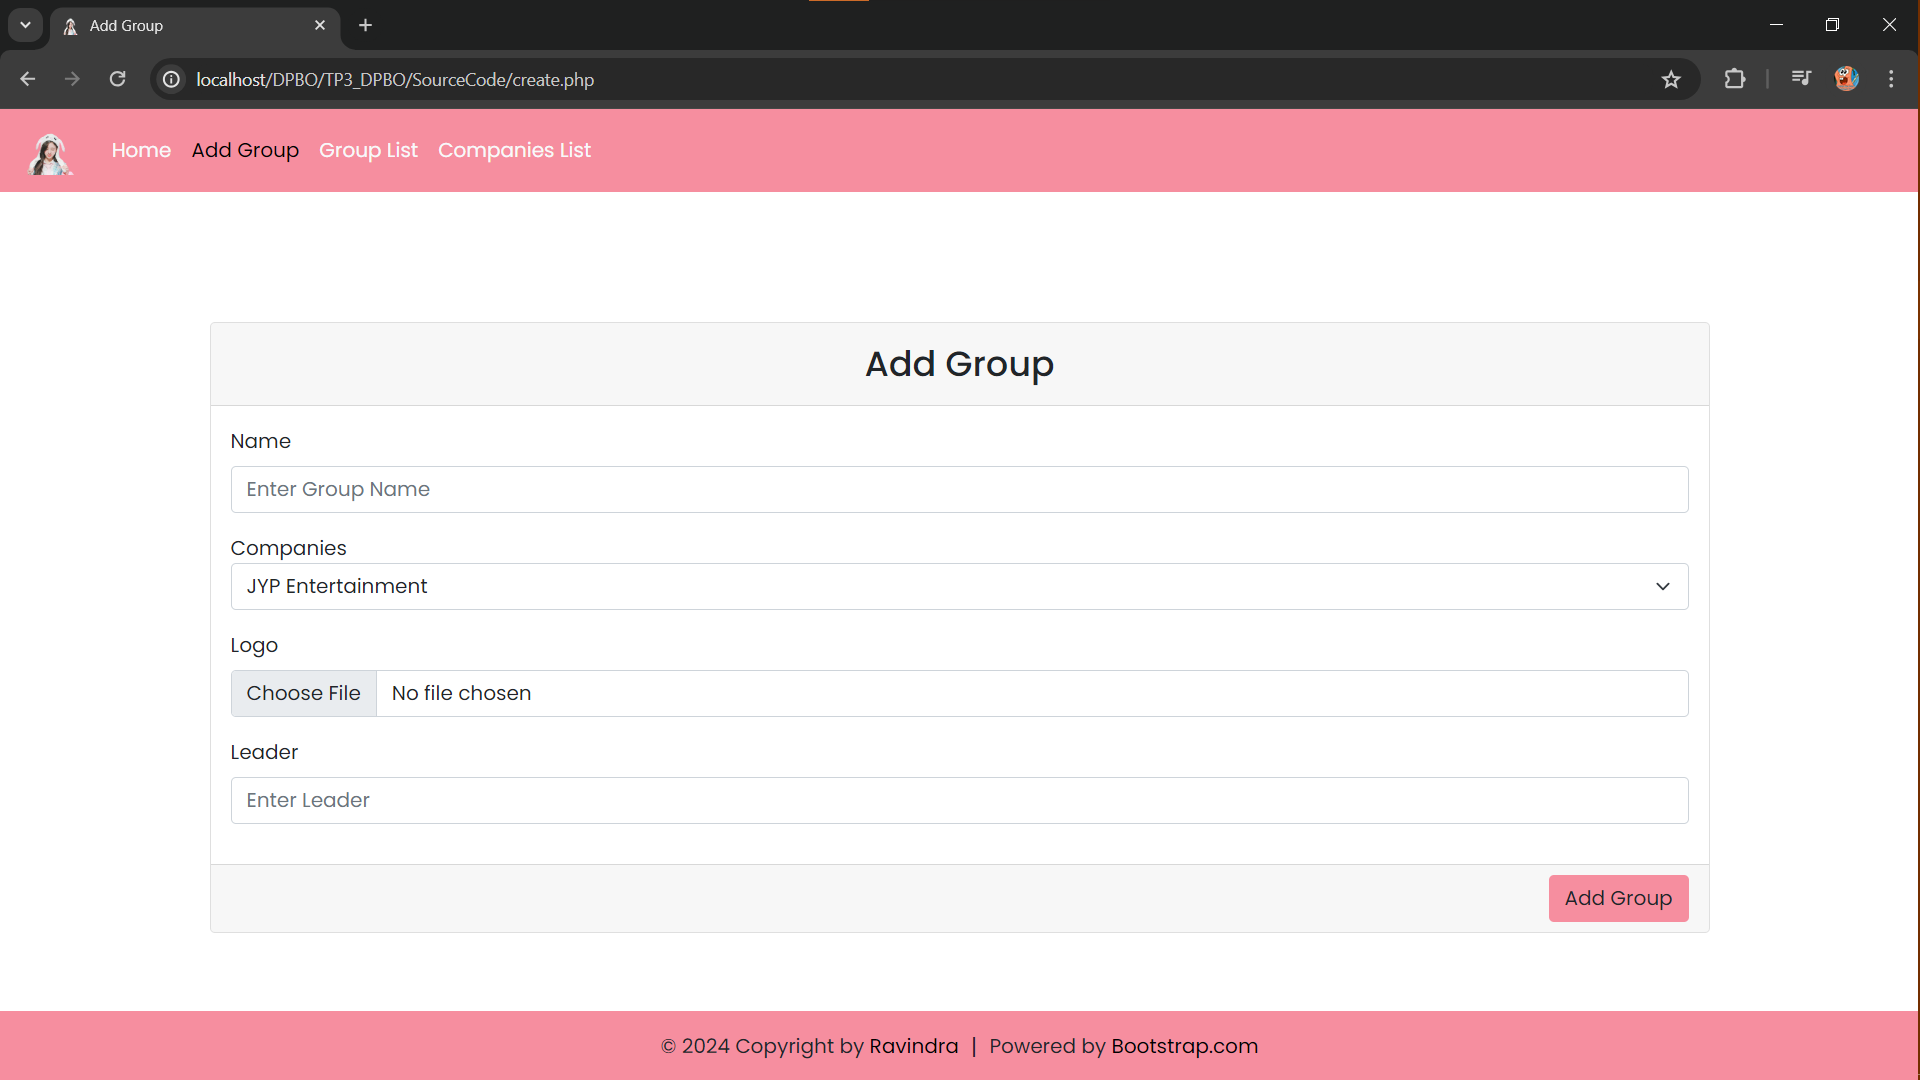 Add Group
localhost/DPBO/TP3_DPBO/SourceCode/create.php
Home Add Group Group List Companies List
Add Group
Name
Enter Group Name
Companies
JYP Entertainment
Logo
Choose File No file chosen
Leader
Enter Leader
Add Group
© 2024 Copyright by Ravindra | Powered by Bootstrap.com